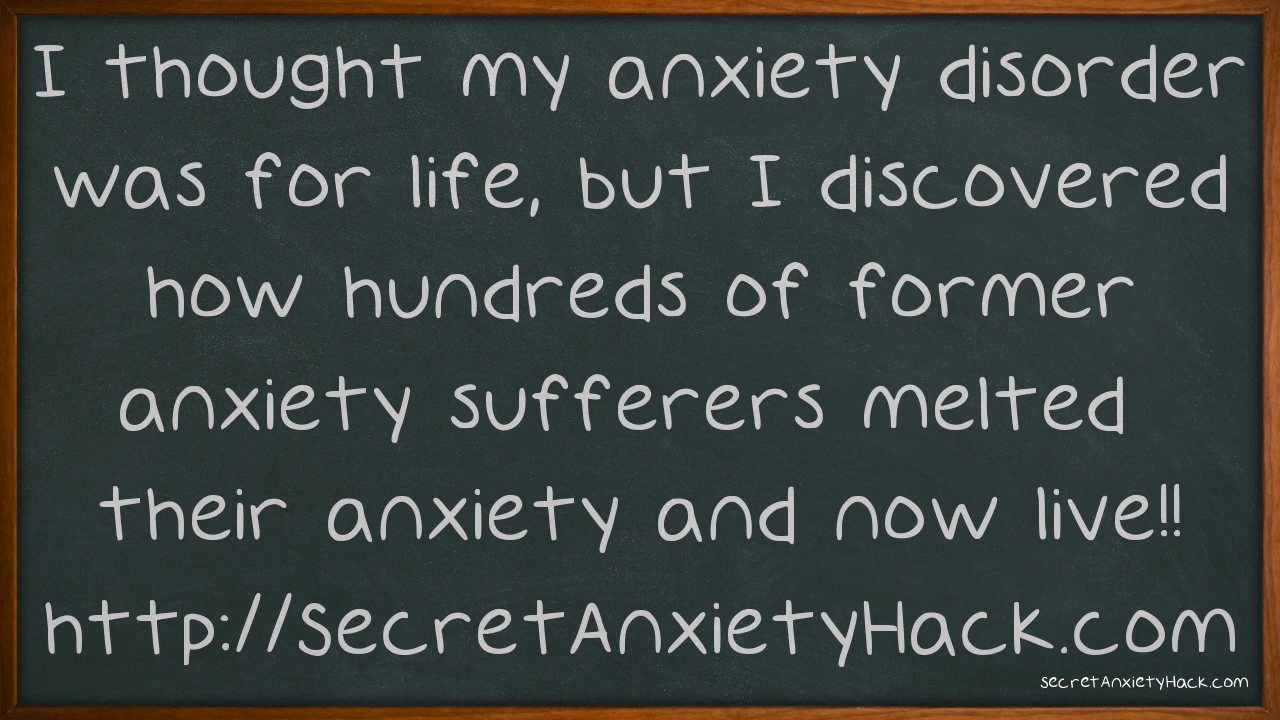 I thought my anxiety disorder
was for life, but I discovered
how hundreds of former
anxiety sufferers melted
their anxiety and now live!!
http://SecretAnxietyHack.com
secretAnxietyHack.com